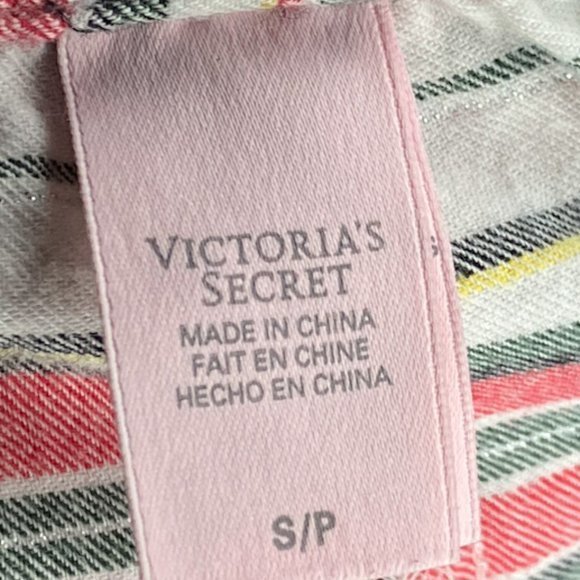 VICTORIA'S
SECRET
MADE IN CHINA
FAIT EN CHINE
HECHO EN CHINA
S/P